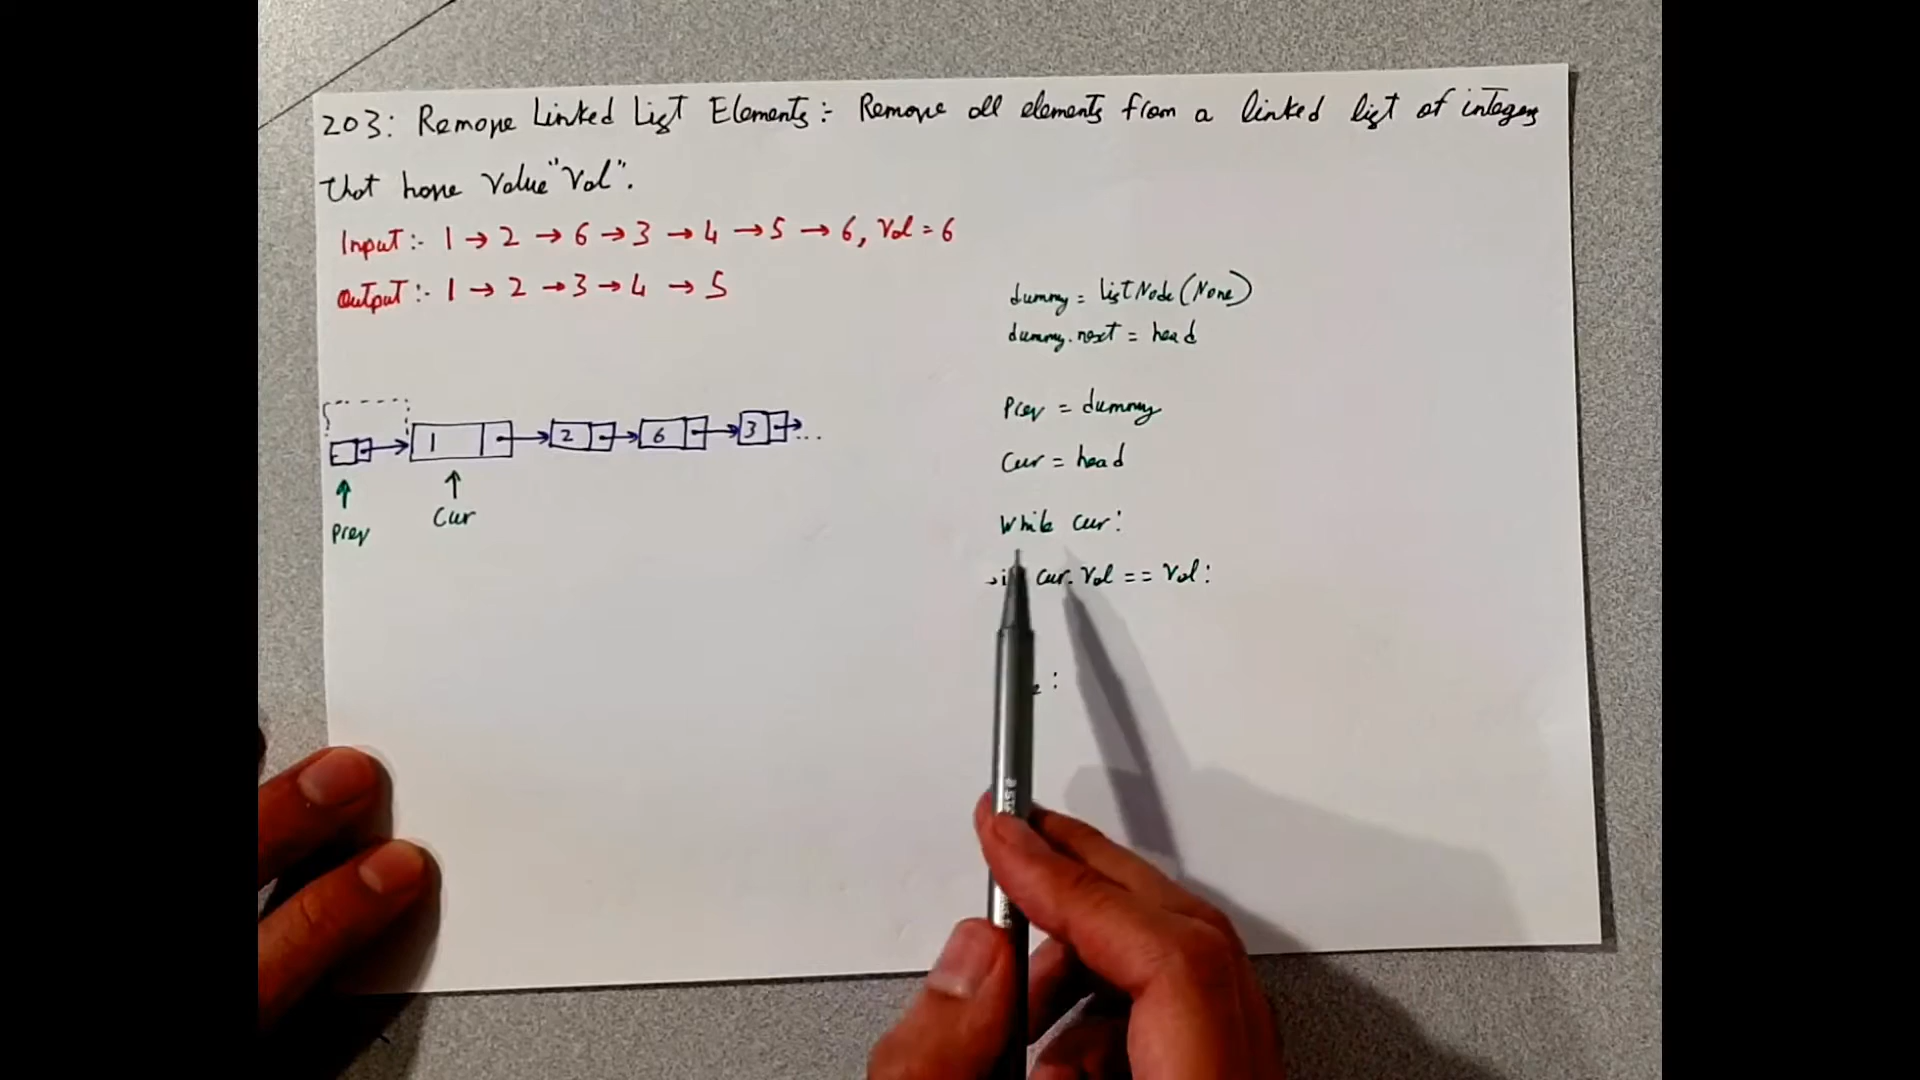 203: Remove Linked List Elements:- Remove all elements from a linked list of integers
that have value "Val".
Input:- 1 → 2 → 6 → 3 → 4 → 5 → 6, Val = 6
Output:- 1 → 2 → 3 → 4 → 5
dummy = ListNode(None)
dummy.next = head
Prev = dummy
Cur = head
While cur:
cur.Val == Val:
:
- 1 2 6 3 ...
Prev Cur